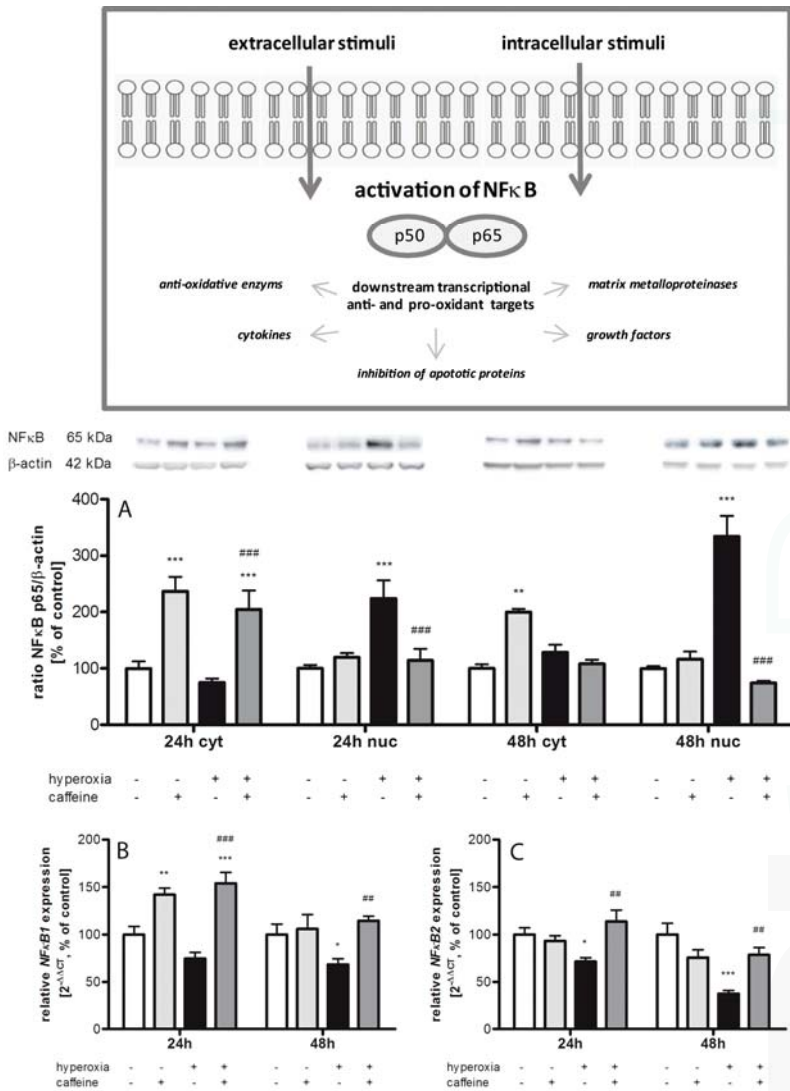 extracellular stimuli intracellular stimuli
activation of NFκB
p50 p65
anti-oxidative enzyms downstream transcriptional matrix metalloproteinases
anti- and pro-oxidant targets
cytokines growth factors
inhibition of apototic proteins
NFκB 65 kDa
β-actin 42 kDa
A
ratio NFκB p65/β-actin
[% of control]
400
300
200
100
0
*** *** ### *** ### ** *** ###
24h cyt 24h nuc 48h cyt 48h nuc
hyperoxia - - + + - - + + - - + + - - + +
caffeine - + - + - + - + - + - + - + - +
B
relative NFκB1 expression
[2-ΔΔCT, % of control]
200
150
100
50
0
** ### *** * ##
24h 48h
hyperoxia - - + + - - + +
caffeine - + - + - + - +
C
relative NFκB2 expression
[2-ΔΔCT, % of control]
200
150
100
50
0
* ## *** ##
24h 48h
hyperoxia - - + + - - + +
caffeine - + - + - + - +